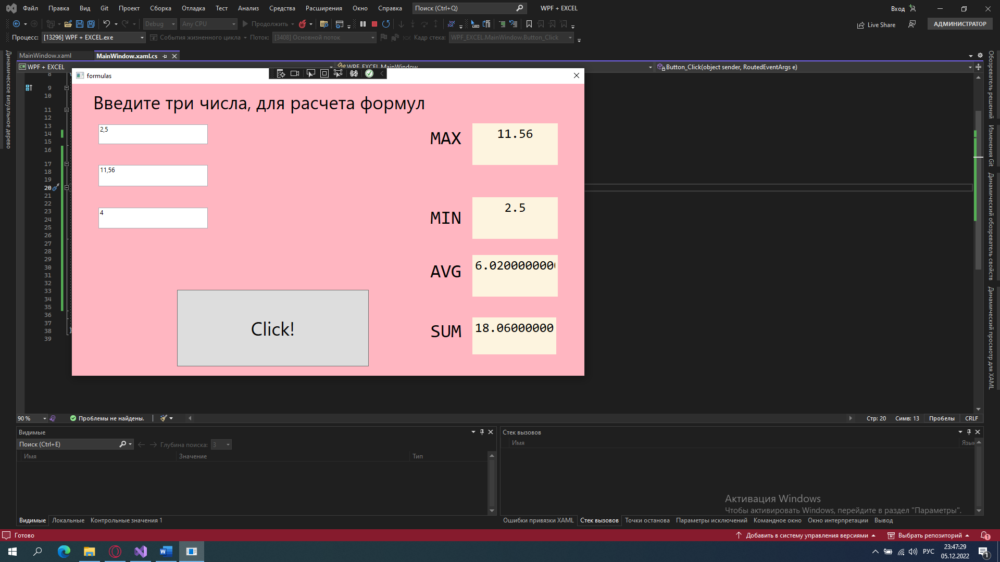 Файл Правка Вид Git Проект Сборка Отладка Тест Анализ Средства Расширения Окно Справка Поиск (Ctrl+Q) WPF + EXCEL Вход
Debug Any CPU Продолжить Live Share АДМИНИСТРАТОР
Процесс: [13296] WPF + EXCEL.exe События жизненного цикла Поток: [3408] Основной поток Кадр стека: WPF_EXCEL.MainWindow.Button_Click
MainWindow.xaml MainWindow.xaml.cs
WPF + EXCEL WPF_EXCEL.MainWindow Button_Click(object sender, RoutedEventArgs e)
Динамическое визуальное дерево
8
9
10
11
12
13
14
15
16
17
18
19
20
21
22
23
24
25
26
27
28
29
30
31
32
33
34
35
36
37
38
39
formulas
Введите три числа, для расчета формул
2,5
11,56
4
MAX 11.56
MIN 2.5
AVG 6.0200000000
SUM 18.06000000
Click!
Обозреватель решений
Изменения Git
Динамический обозреватель свойств
Динамический просмотр для XAML
90 % Проблемы не найдены. Стр: 20 Симв: 13 Пробелы CRLF
Видимые
Поиск (Ctrl+E) Глубина поиска: 3
Имя Значение Тип
Видимые Локальные Контрольные значения 1
Стек вызовов
Имя Язык
Активация Windows
Чтобы активировать Windows, перейдите в раздел "Параметры".
Ошибки привязки XAML Стек вызовов Точки останова Параметры исключений Командное окно Окно интерпретации Вывод
Готово Добавить в систему управления версиями Выбрать репозиторий 1
РУС 23:47:29
05.12.2022
1